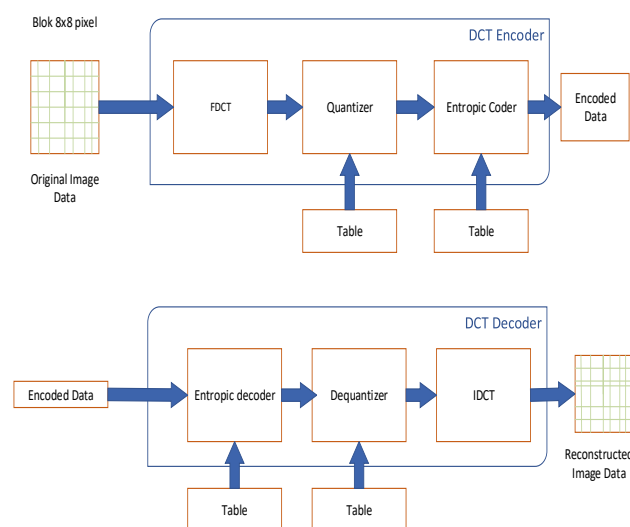 Blok 8x8 pixel
DCT Encoder
FDCT
Quantizer
Entropic Coder
Encoded
Data
Original Image
Data
Table
Table
DCT Decoder
Encoded Data
Entropic decoder
Dequantizer
IDCT
Reconstructed
Image Data
Table
Table